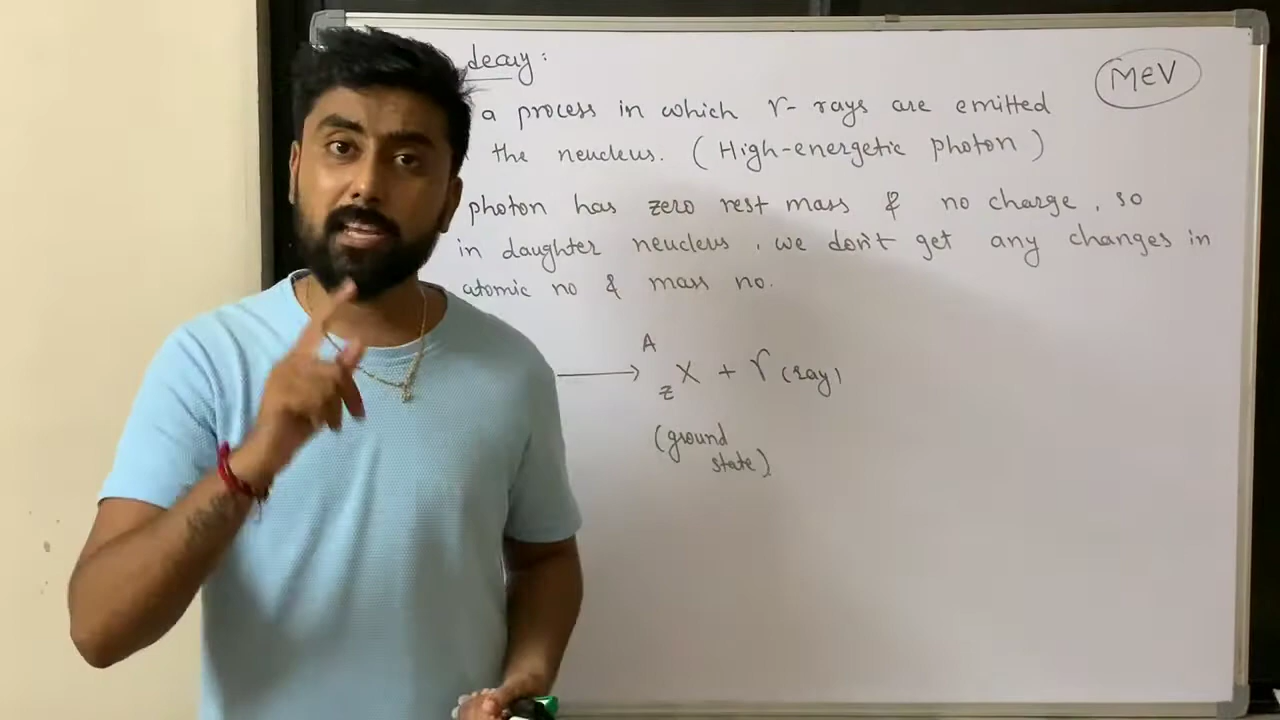 decay :
MeV
a process in which γ- rays are emitted
the neucleus. ( High-energetic photon )
photon has zero rest mass & no charge, so
in daughter neucleus, we don't get any changes in
atomic no & mass no.
⟶ A Z X + γ (ray)
(ground
state)